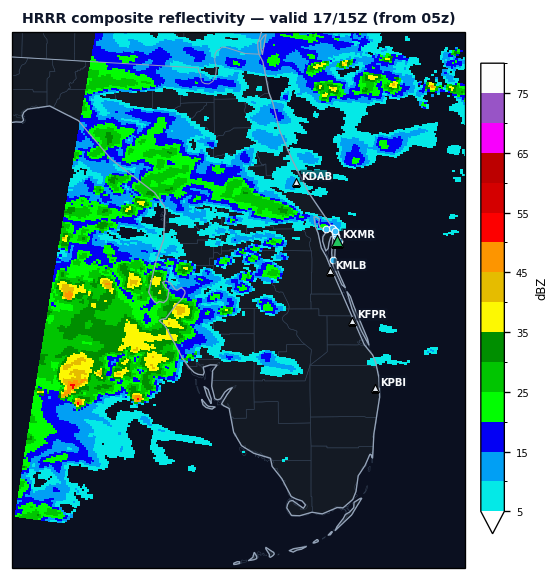 HRRR composite reflectivity — valid 17/15Z (from 05z)
75
65
KDAB
55
KXMR
KMLB
45
dBZ
KFPR
35
KPBI
25
15
5